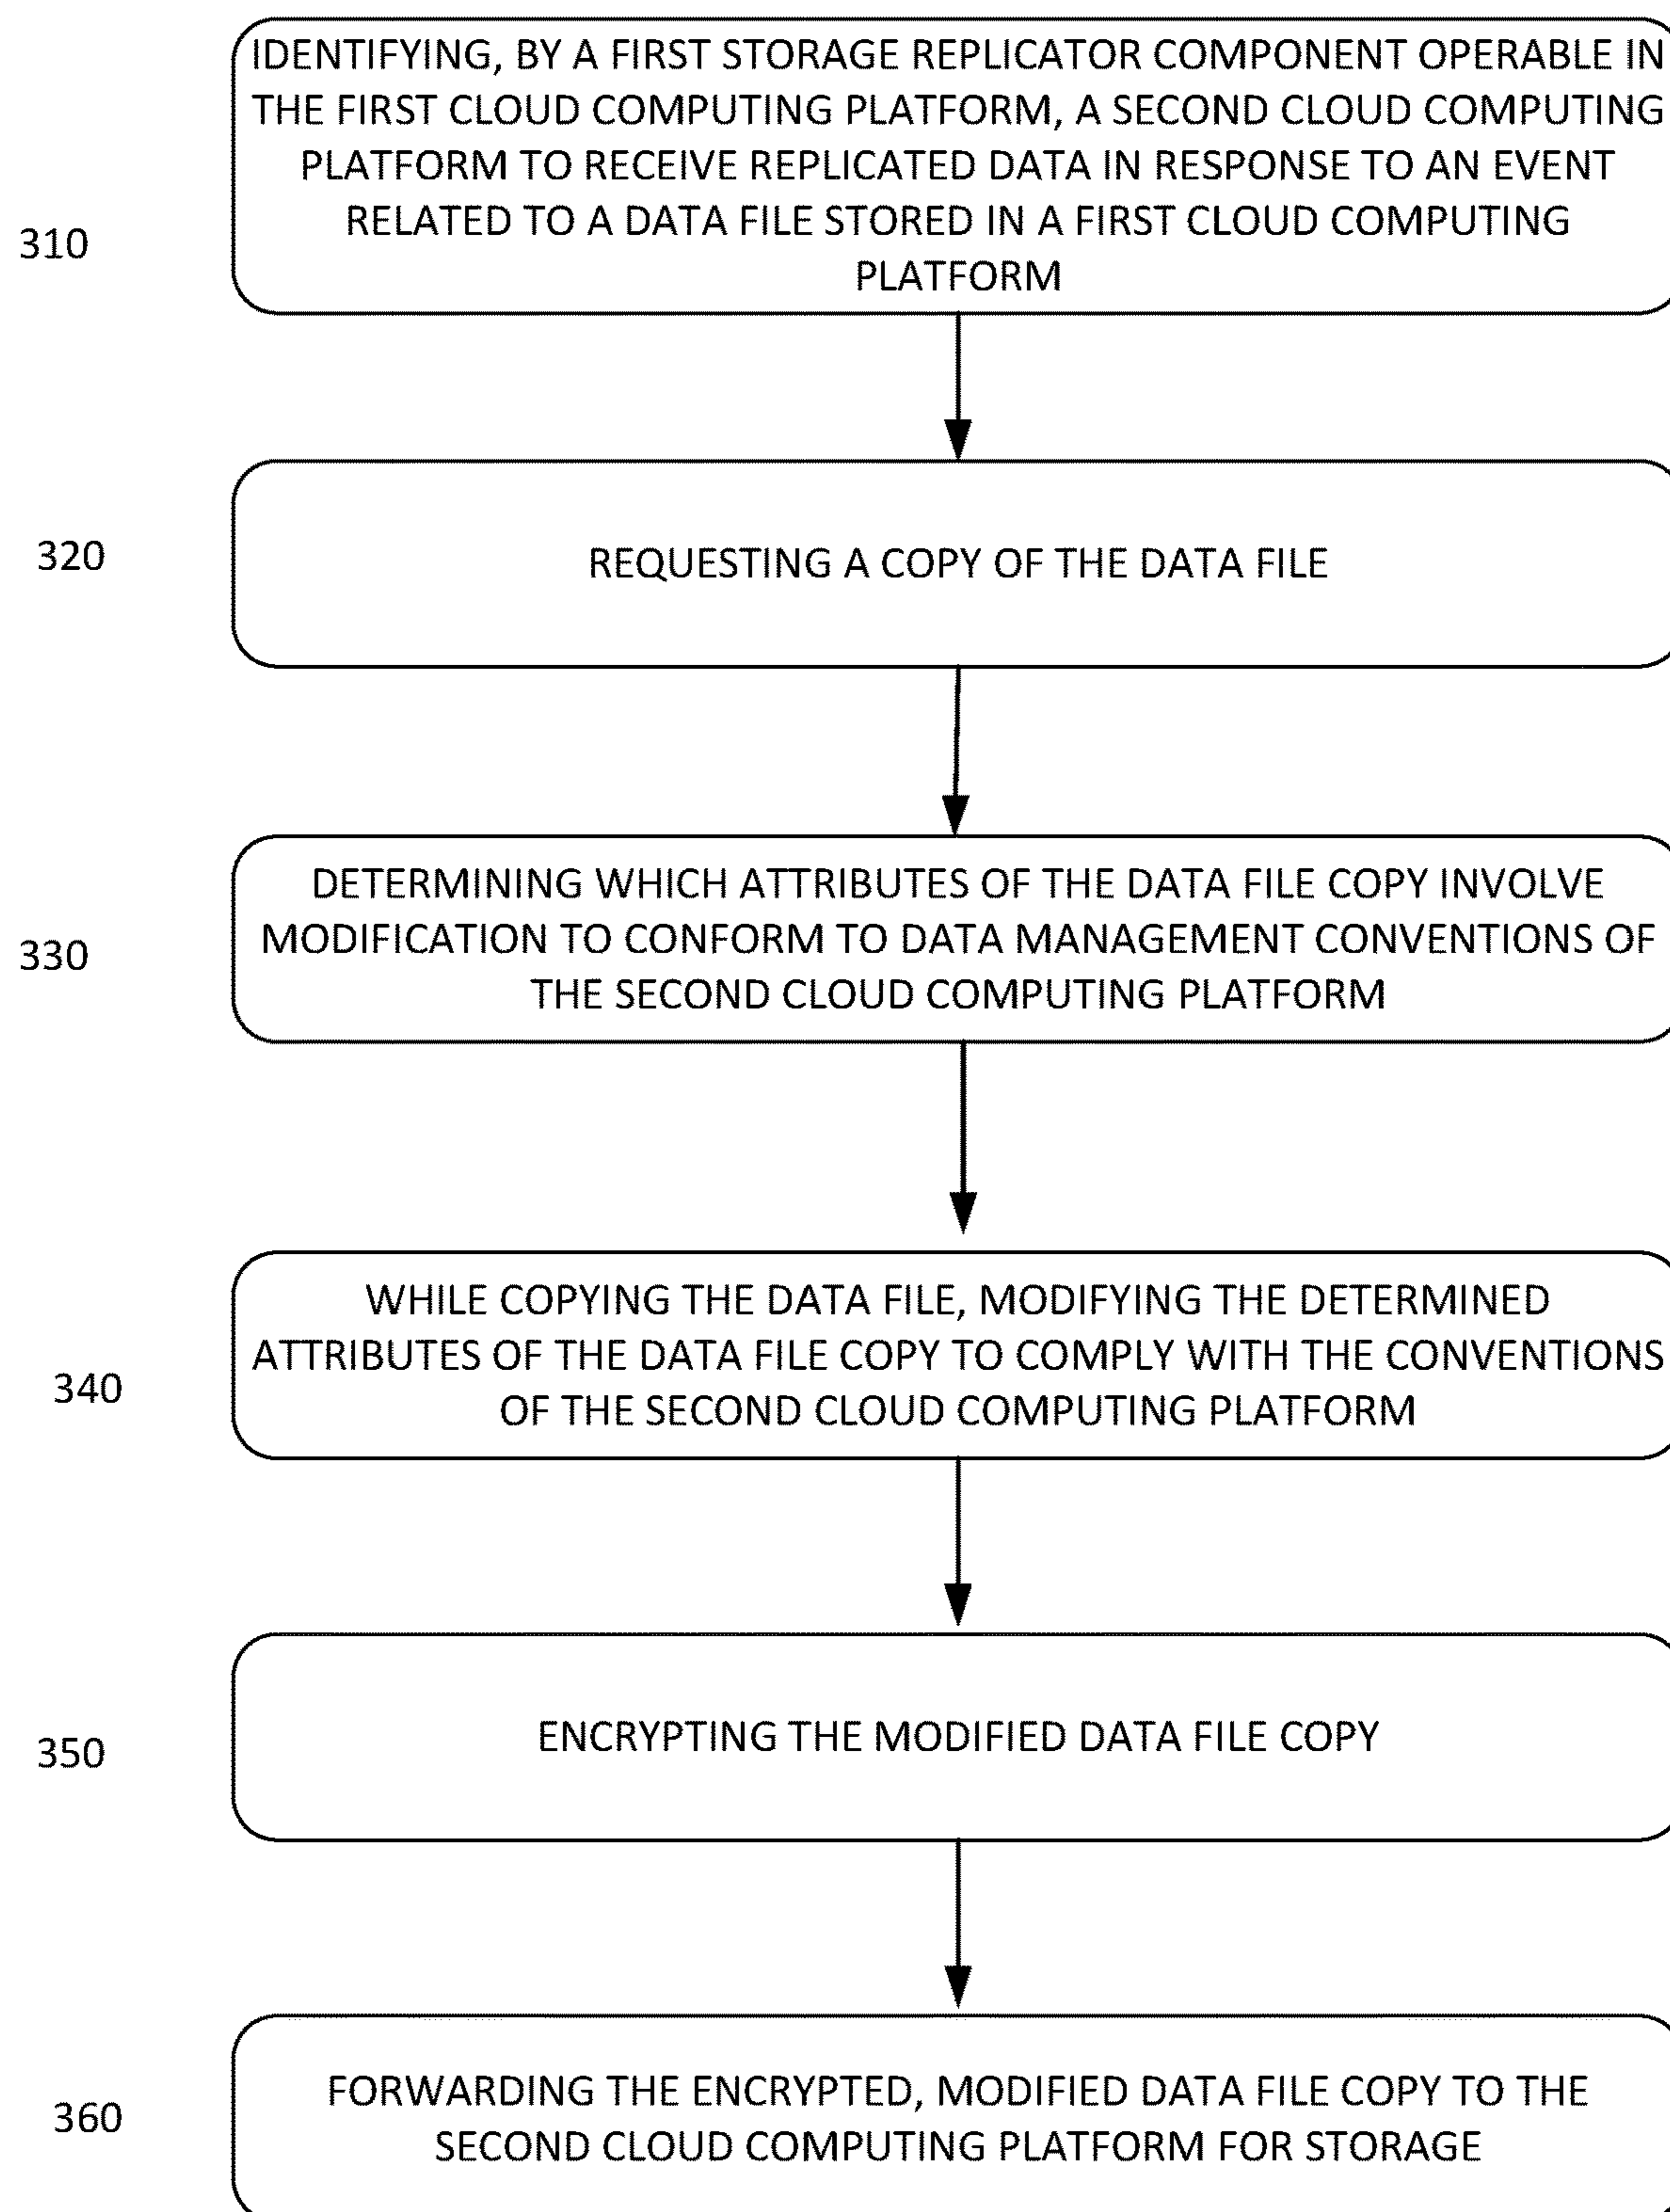 IDENTIFYING, BY A FIRST STORAGE REPLICATOR COMPONENT OPERABLE IN
THE FIRST CLOUD COMPUTING PLATFORM, A SECOND CLOUD COMPUTING
PLATFORM TO RECEIVE REPLICATED DATA IN RESPONSE TO AN EVENT
RELATED TO A DATA FILE STORED IN A FIRST CLOUD COMPUTING
PLATFORM
310
320
REQUESTING A COPY OF THE DATA FILE
330
DETERMINING WHICH ATTRIBUTES OF THE DATA FILE COPY INVOLVE
MODIFICATION TO CONFORM TO DATA MANAGEMENT CONVENTIONS OF
THE SECOND CLOUD COMPUTING PLATFORM
340
WHILE COPYING THE DATA FILE, MODIFYING THE DETERMINED
ATTRIBUTES OF THE DATA FILE COPY TO COMPLY WITH THE CONVENTIONS
OF THE SECOND CLOUD COMPUTING PLATFORM
350
ENCRYPTING THE MODIFIED DATA FILE COPY
360
FORWARDING THE ENCRYPTED, MODIFIED DATA FILE COPY TO THE
SECOND CLOUD COMPUTING PLATFORM FOR STORAGE